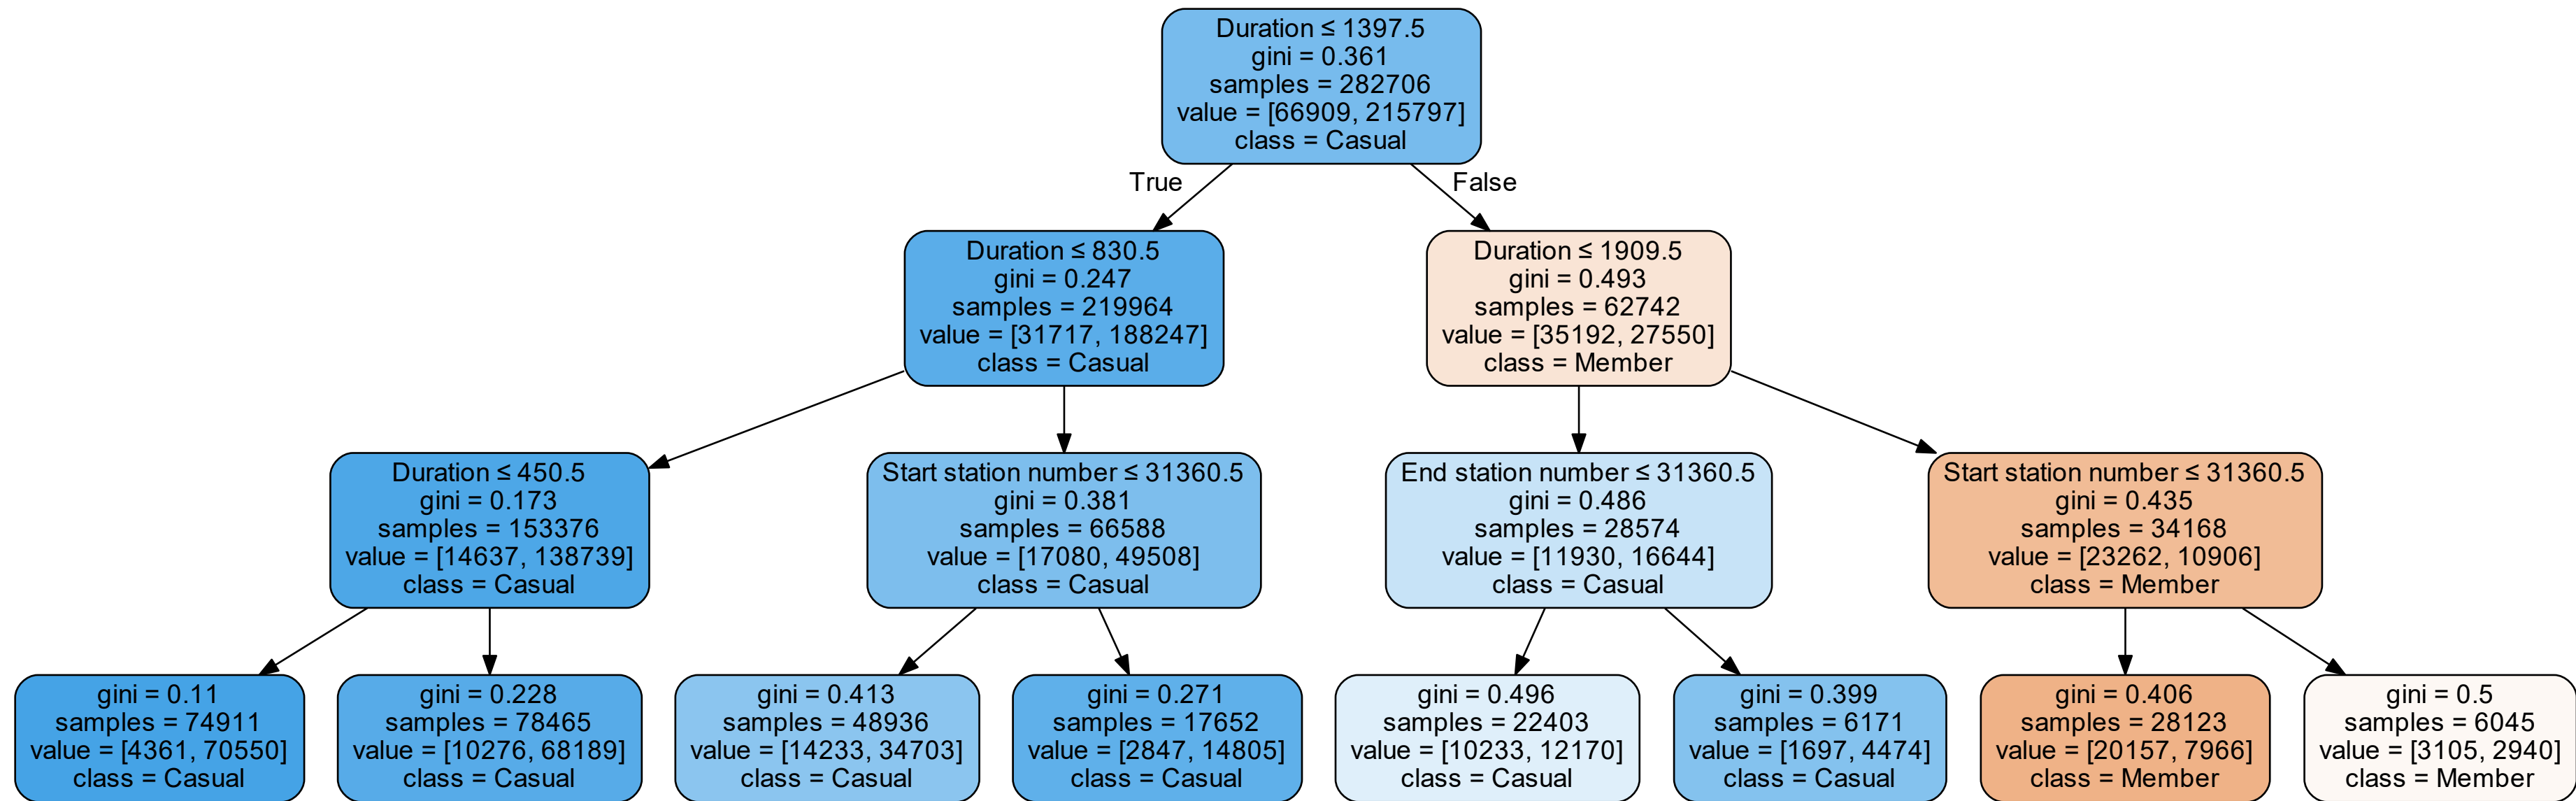 Duration ≤ 1397.5
gini = 0.361
samples = 282706
value = [66909, 215797]
class = Casual
True
False
Duration ≤ 830.5
gini = 0.247
samples = 219964
value = [31717, 188247]
class = Casual
Duration ≤ 1909.5
gini = 0.493
samples = 62742
value = [35192, 27550]
class = Member
Duration ≤ 450.5
gini = 0.173
samples = 153376
value = [14637, 138739]
class = Casual
Start station number ≤ 31360.5
gini = 0.381
samples = 66588
value = [17080, 49508]
class = Casual
End station number ≤ 31360.5
gini = 0.486
samples = 28574
value = [11930, 16644]
class = Casual
Start station number ≤ 31360.5
gini = 0.435
samples = 34168
value = [23262, 10906]
class = Member
gini = 0.11
samples = 74911
value = [4361, 70550]
class = Casual
gini = 0.228
samples = 78465
value = [10276, 68189]
class = Casual
gini = 0.413
samples = 48936
value = [14233, 34703]
class = Casual
gini = 0.271
samples = 17652
value = [2847, 14805]
class = Casual
gini = 0.496
samples = 22403
value = [10233, 12170]
class = Casual
gini = 0.399
samples = 6171
value = [1697, 4474]
class = Casual
gini = 0.406
samples = 28123
value = [20157, 7966]
class = Member
gini = 0.5
samples = 6045
value = [3105, 2940]
class = Member